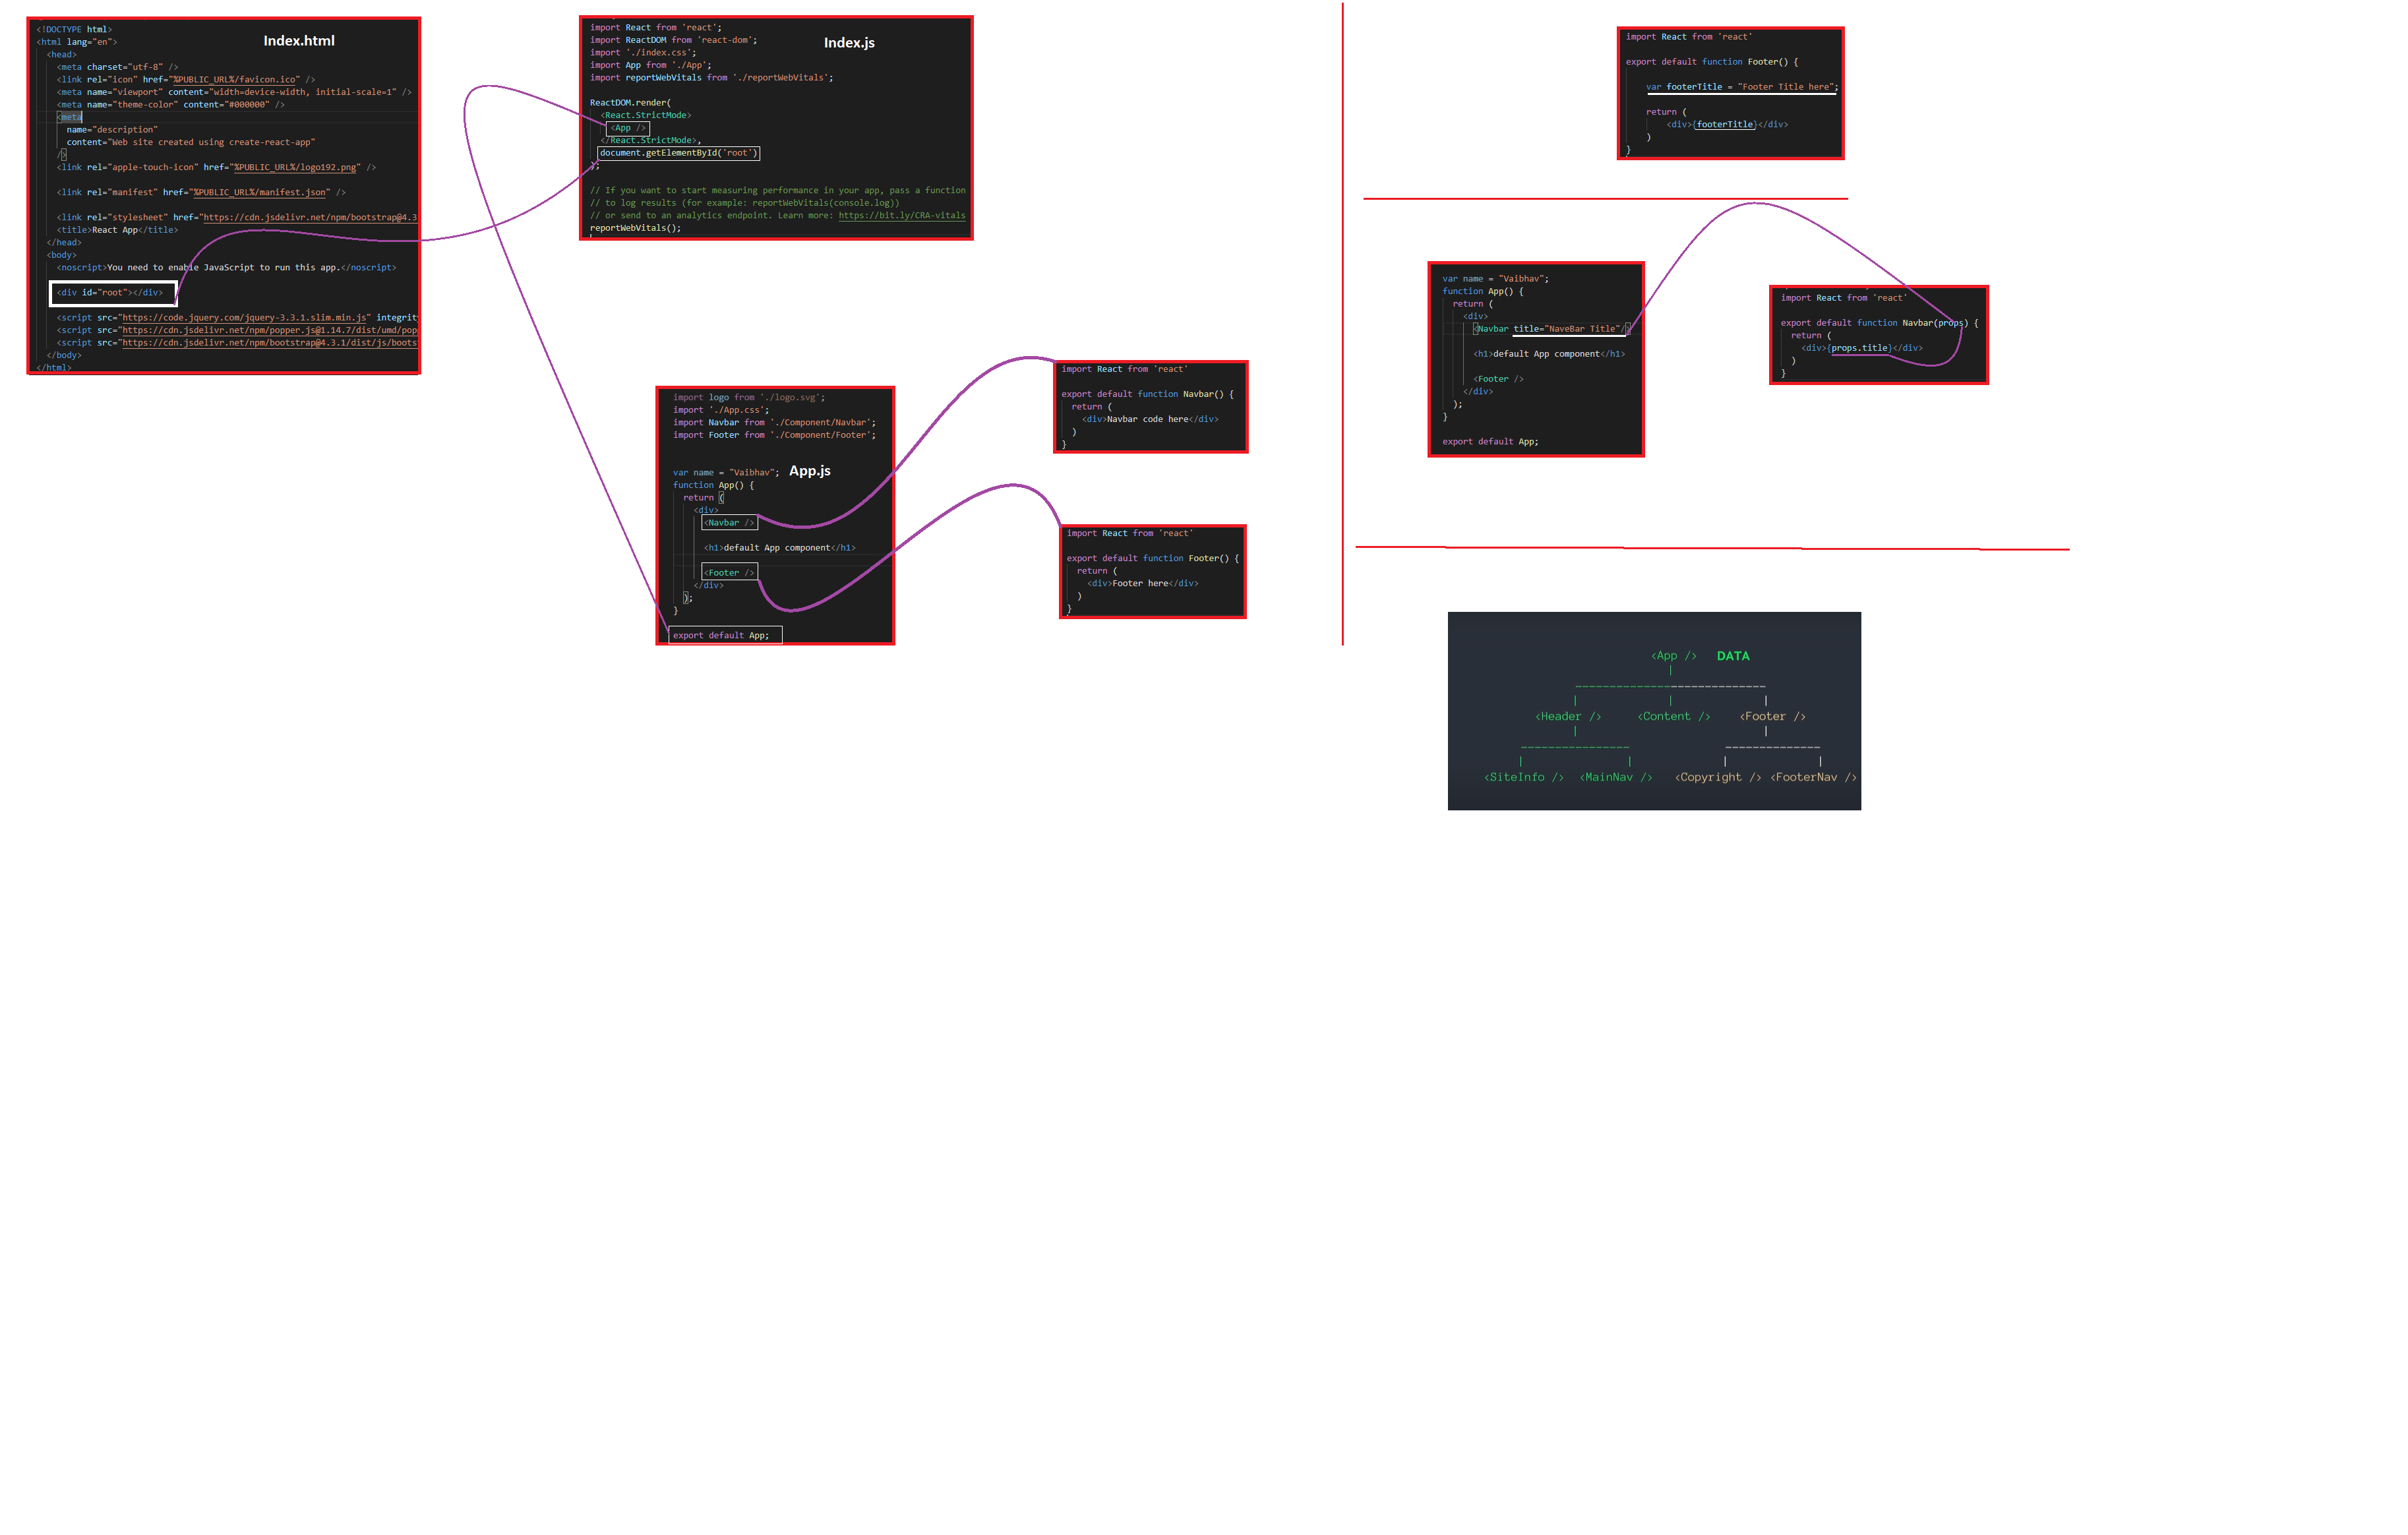 Index.html
<!DOCTYPE html>
<html lang="en">
<head>
<meta charset="utf-8" />
<link rel="icon" href="%PUBLIC_URL%/favicon.ico" />
<meta name="viewport" content="width=device-width, initial-scale=1" />
<meta name="theme-color" content="#000000" />
<meta
name="description"
content="Web site created using create-react-app"
/>
<link rel="apple-touch-icon" href="%PUBLIC_URL%/logo192.png" />
<link rel="manifest" href="%PUBLIC_URL%/manifest.json" />
<link rel="stylesheet" href="https://cdn.jsdelivr.net/npm/bootstrap@4.3
<title>React App</title>
</head>
<body>
<noscript>You need to enable JavaScript to run this app.</noscript>
<div id="root"></div>
<script src="https://code.jquery.com/jquery-3.3.1.slim.min.js" integrit
<script src="https://cdn.jsdelivr.net/npm/popper.js@1.14.7/dist/umd/pop
<script src="https://cdn.jsdelivr.net/npm/bootstrap@4.3.1/dist/js/boots
</body>
</html>
Index.js
import React from 'react';
import ReactDOM from 'react-dom';
import './index.css';
import App from './App';
import reportWebVitals from './reportWebVitals';
ReactDOM.render(
<React.StrictMode>
<App />
</React.StrictMode>,
document.getElementById('root')
);
// If you want to start measuring performance in your app, pass a function
// to log results (for example: reportWebVitals(console.log))
// or send to an analytics endpoint. Learn more: https://bit.ly/CRA-vitals
reportWebVitals();
import logo from './logo.svg';
import './App.css';
import Navbar from './Component/Navbar';
import Footer from './Component/Footer';
var name = "Vaibhav"; App.js
function App() {
return (
<div>
<Navbar />
<h1>default App component</h1>
<Footer />
</div>
);
}
export default App;
import React from 'react'
export default function Navbar() {
return (
<div>Navbar code here</div>
)
}
import React from 'react'
export default function Footer() {
return (
<div>Footer here</div>
)
}
import React from 'react'
export default function Footer() {
var footerTitle = "Footer Title here";
return (
<div>{footerTitle}</div>
)
}
var name = "Vaibhav";
function App() {
return (
<div>
<Navbar title="NaveBar Title"/>
<h1>default App component</h1>
<Footer />
</div>
);
}
export default App;
import React from 'react'
export default function Navbar(props) {
return (
<div>{props.title}</div>
)
}
<App /> DATA
<Header /> <Content /> <Footer />
<SiteInfo /> <MainNav /> <Copyright /> <FooterNav />